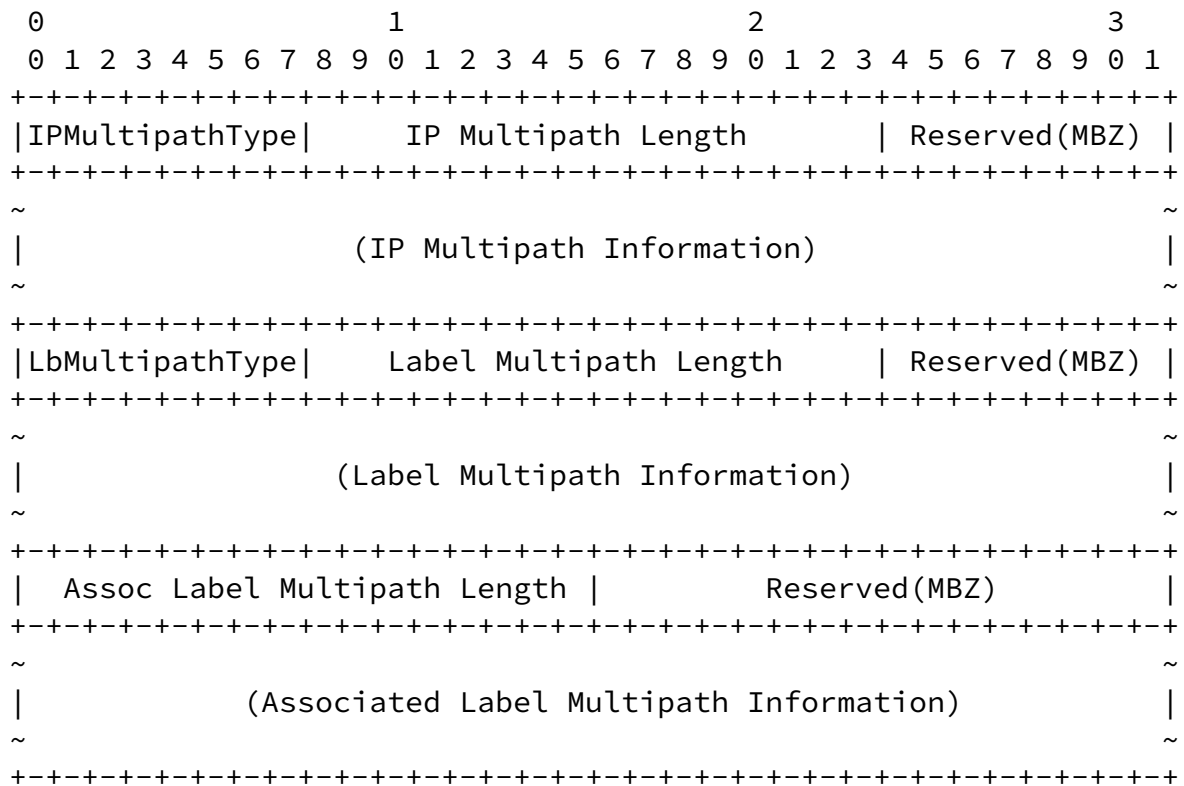 0                   1                   2                   3
 0 1 2 3 4 5 6 7 8 9 0 1 2 3 4 5 6 7 8 9 0 1 2 3 4 5 6 7 8 9 0 1
+-+-+-+-+-+-+-+-+-+-+-+-+-+-+-+-+-+-+-+-+-+-+-+-+-+-+-+-+-+-+-+-+
|IPMultipathType|     IP Multipath Length       | Reserved(MBZ) |
+-+-+-+-+-+-+-+-+-+-+-+-+-+-+-+-+-+-+-+-+-+-+-+-+-+-+-+-+-+-+-+-+
~                                                               ~
|                  (IP Multipath Information)                   |
~                                                               ~
+-+-+-+-+-+-+-+-+-+-+-+-+-+-+-+-+-+-+-+-+-+-+-+-+-+-+-+-+-+-+-+-+
|LbMultipathType|    Label Multipath Length     | Reserved(MBZ) |
+-+-+-+-+-+-+-+-+-+-+-+-+-+-+-+-+-+-+-+-+-+-+-+-+-+-+-+-+-+-+-+-+
~                                                               ~
|                 (Label Multipath Information)                 |
~                                                               ~
+-+-+-+-+-+-+-+-+-+-+-+-+-+-+-+-+-+-+-+-+-+-+-+-+-+-+-+-+-+-+-+-+
|  Assoc Label Multipath Length |         Reserved(MBZ)         |
+-+-+-+-+-+-+-+-+-+-+-+-+-+-+-+-+-+-+-+-+-+-+-+-+-+-+-+-+-+-+-+-+
~                                                               ~
|            (Associated Label Multipath Information)           |
~                                                               ~
+-+-+-+-+-+-+-+-+-+-+-+-+-+-+-+-+-+-+-+-+-+-+-+-+-+-+-+-+-+-+-+-+